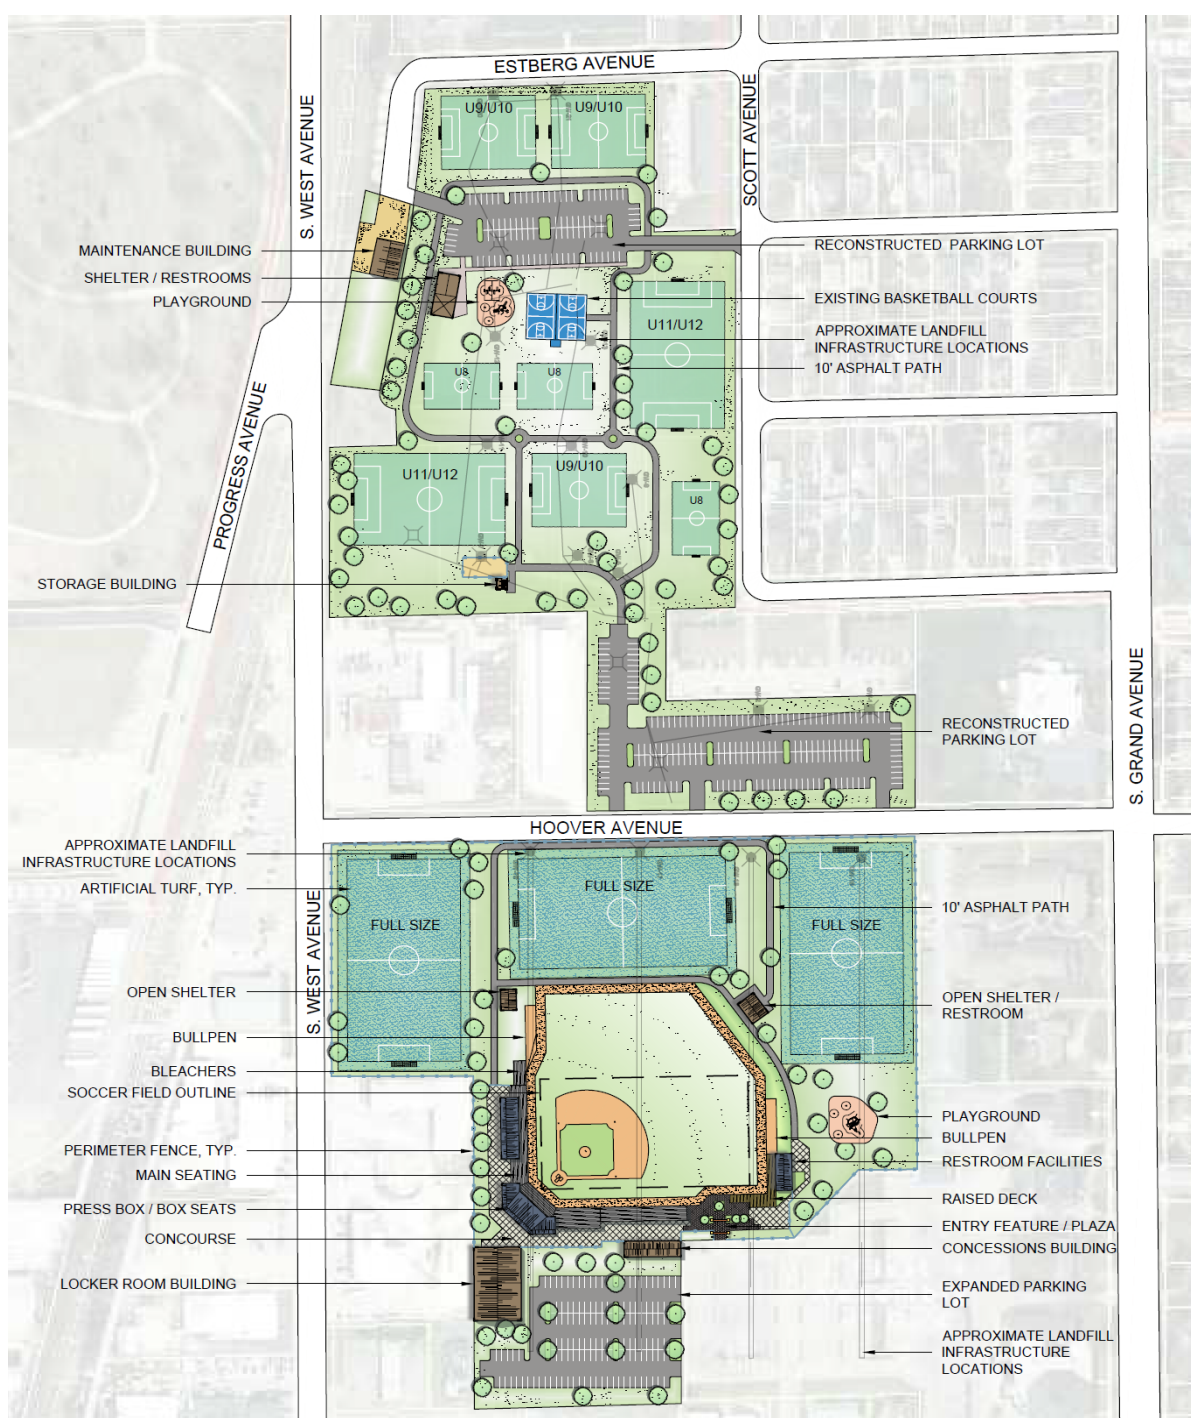 ESTBERG AVENUE
S. WEST AVENUE
SCOTT AVENUE
U9/U10
U9/U10
MAINTENANCE BUILDING
SHELTER / RESTROOMS
PLAYGROUND
RECONSTRUCTED PARKING LOT
EXISTING BASKETBALL COURTS
APPROXIMATE LANDFILL
INFRASTRUCTURE LOCATIONS
10' ASPHALT PATH
U11/U12
U8
U8
PROGRESS AVENUE
U11/U12
U9/U10
U8
STORAGE BUILDING
RECONSTRUCTED
PARKING LOT
S. GRAND AVENUE
HOOVER AVENUE
APPROXIMATE LANDFILL
INFRASTRUCTURE LOCATIONS
ARTIFICIAL TURF, TYP.
FULL SIZE
FULL SIZE
FULL SIZE
S. WEST AVENUE
10' ASPHALT PATH
OPEN SHELTER
BULLPEN
BLEACHERS
SOCCER FIELD OUTLINE
PERIMETER FENCE, TYP.
MAIN SEATING
PRESS BOX / BOX SEATS
CONCOURSE
LOCKER ROOM BUILDING
OPEN SHELTER /
RESTROOM
PLAYGROUND
BULLPEN
RESTROOM FACILITIES
RAISED DECK
ENTRY FEATURE / PLAZA
CONCESSIONS BUILDING
EXPANDED PARKING
LOT
APPROXIMATE LANDFILL
INFRASTRUCTURE
LOCATIONS